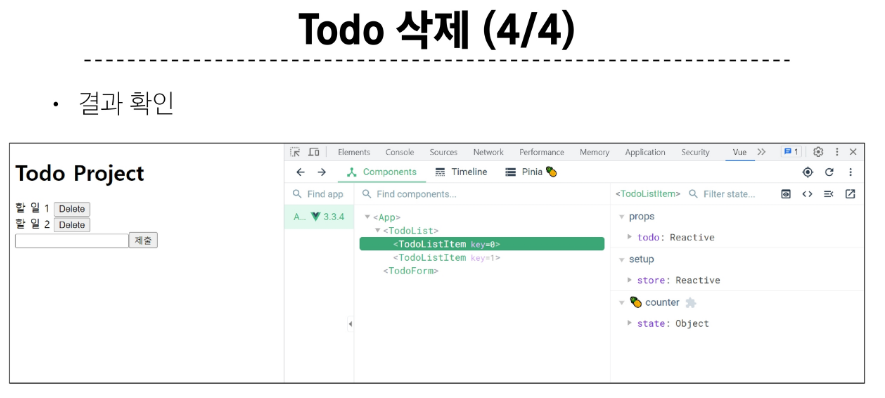 Todo 삭제 (4/4)
• 결과 확인
Todo Project
할 일 1 Delete
할 일 2 Delete
제출
Elements Console Sources Network Performance Memory Application Security Vue 1
Components Timeline Pinia
Find app
A... 3.3.4
Find components...
<App>
<TodoList>
<TodoListItem key=0>
<TodoListItem key=1>
<TodoForm>
<TodoListItem> Filter state...
props
todo: Reactive
setup
store: Reactive
counter
state: Object